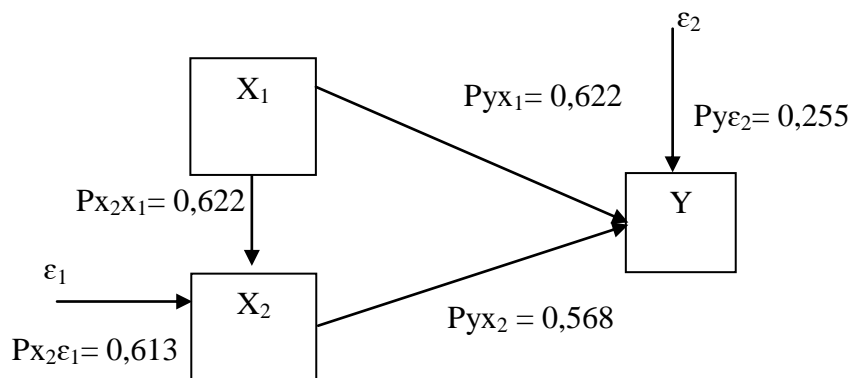 ε₂
X₁
Pyx₁= 0,622
Pyε₂= 0,255
Y
Px₂x₁= 0,622
ε₁
X₂
Pyx₂ = 0,568
Px₂ε₁= 0,613